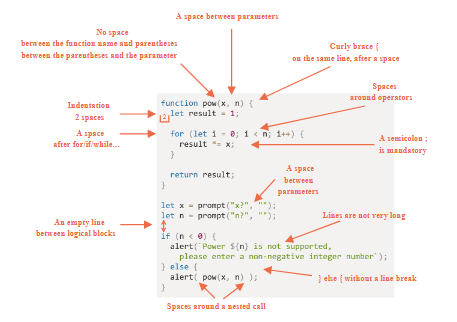 A space between parameters
No space
between the function name and parentheses
between the parentheses and the parameter
Curly brace {
on the same line, after a space
Indentation
2 spaces
A space
after for/if/while…
Spaces
around operators
A semicolon ;
is mandatory
A space
between
parameters
An empty line
between logical blocks
Lines are not very long
} else { without a line break
Spaces around a nested call
function pow(x, n) {
2
let result = 1;
for (let i = 0; i < n; i++) {
result *= x;
}
return result;
}
let x = prompt("x?", "");
let n = prompt("n?", "");
if (n < 0) {
alert(`Power ${n} is not supported,
please enter a non-negative integer number`);
} else {
alert( pow(x, n) );
}